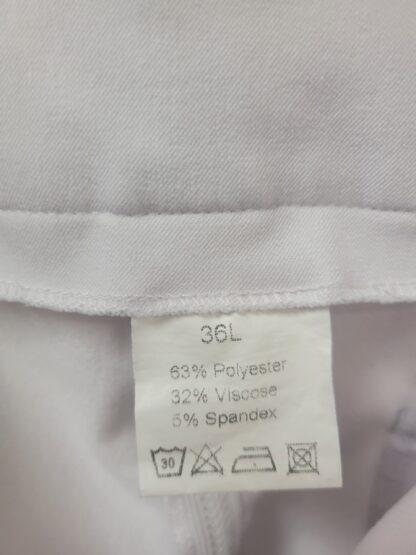 36L
63% Polyester
32% Viscose
5% Spandex
30